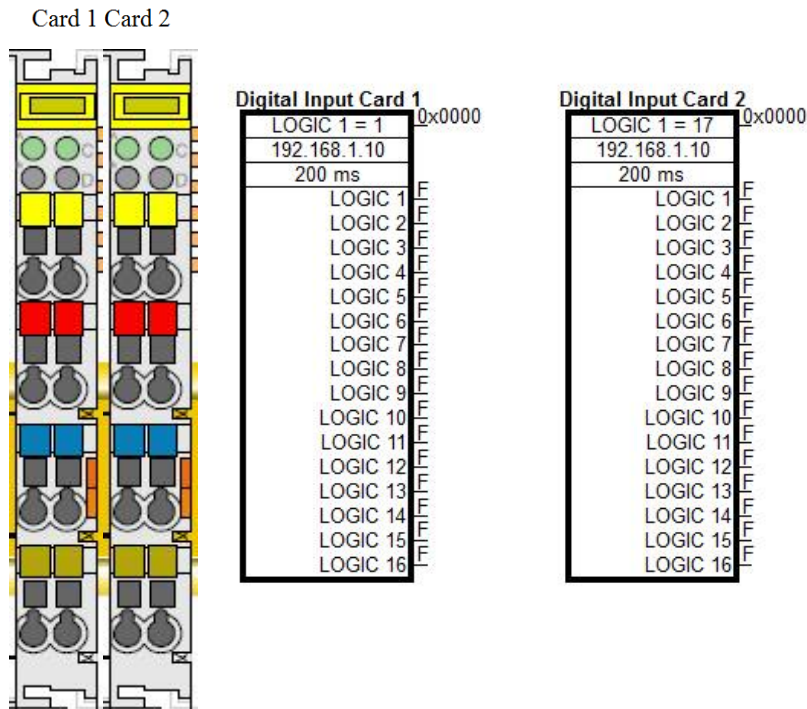 Card 1 Card 2
C
D
C
D
Digital Input Card 1
0x0000
LOGIC 1 = 1
192.168.1.10
200 ms
LOGIC 1 F
LOGIC 2 F
LOGIC 3 F
LOGIC 4 F
LOGIC 5 F
LOGIC 6 F
LOGIC 7 F
LOGIC 8 F
LOGIC 9 F
LOGIC 10 F
LOGIC 11 F
LOGIC 12 F
LOGIC 13 F
LOGIC 14 F
LOGIC 15 F
LOGIC 16 F
Digital Input Card 2
0x0000
LOGIC 1 = 17
192.168.1.10
200 ms
LOGIC 1 F
LOGIC 2 F
LOGIC 3 F
LOGIC 4 F
LOGIC 5 F
LOGIC 6 F
LOGIC 7 F
LOGIC 8 F
LOGIC 9 F
LOGIC 10 F
LOGIC 11 F
LOGIC 12 F
LOGIC 13 F
LOGIC 14 F
LOGIC 15 F
LOGIC 16 F